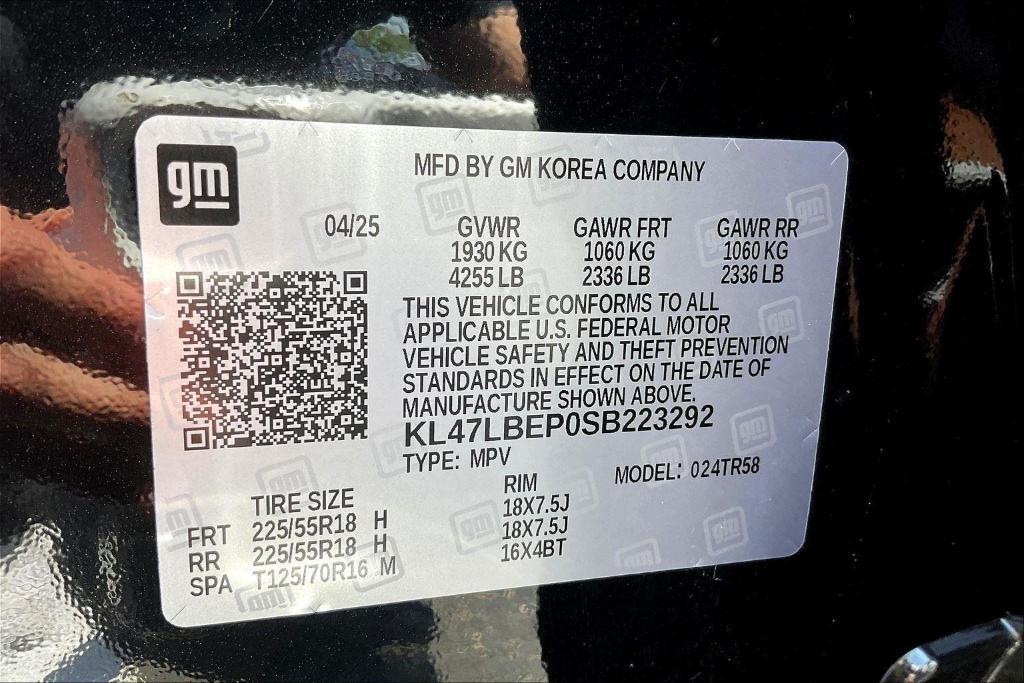 gm
MFD BY GM KOREA COMPANY
04/25 GVWR GAWR FRT GAWR RR
1930 KG 1060 KG 1060 KG
4255 LB 2336 LB 2336 LB
THIS VEHICLE CONFORMS TO ALL
APPLICABLE U.S. FEDERAL MOTOR
VEHICLE SAFETY AND THEFT PREVENTION
STANDARDS IN EFFECT ON THE DATE OF
MANUFACTURE SHOWN ABOVE.
KL47LBEP0SB223292
TYPE: MPV MODEL: 024TR58
TIRE SIZE RIM
FRT 225/55R18 H 18X7.5J
RR 225/55R18 H 18X7.5J
SPA T125/70R16 M 16X4BT